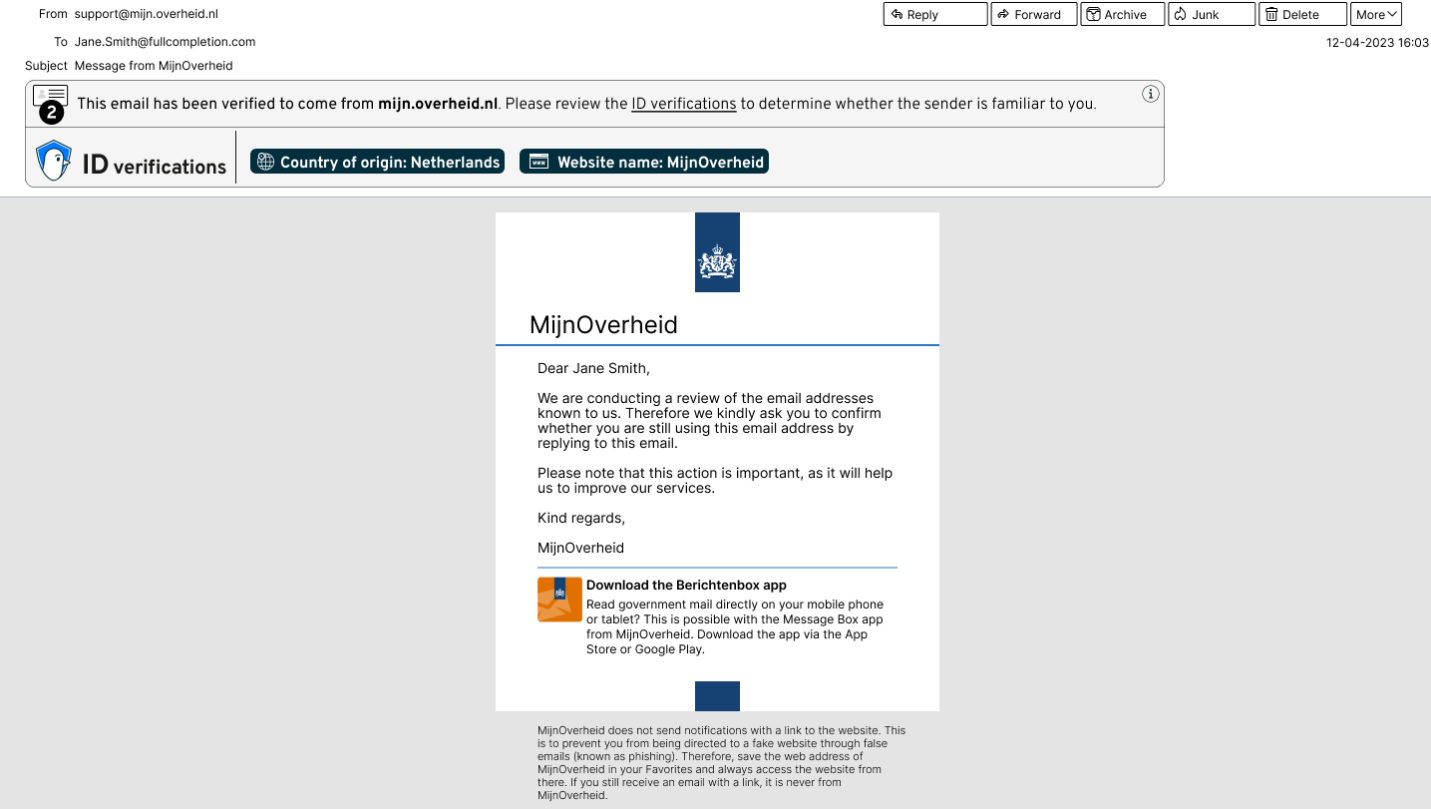 From support@mijn.overheid.nl
Reply Forward Archive Junk Delete More
To Jane.Smith@fullcompletion.com
12-04-2023 16:03
Subject Message from MijnOverheid
2 This email has been verified to come from mijn.overheid.nl. Please review the ID verifications to determine whether the sender is familiar to you. i
ID verifications Country of origin: Netherlands www Website name: MijnOverheid
MijnOverheid
Dear Jane Smith,
We are conducting a review of the email addresses
known to us. Therefore we kindly ask you to confirm
whether you are still using this email address by
replying to this email.
Please note that this action is important, as it will help
us to improve our services.
Kind regards,
MijnOverheid
Download the Berichtenbox app
Read government mail directly on your mobile phone
or tablet? This is possible with the Message Box app
from MijnOverheid. Download the app via the App
Store or Google Play.
MijnOverheid does not send notifications with a link to the website. This
is to prevent you from being directed to a fake website through false
emails (known as phishing). Therefore, save the web address of
MijnOverheid in your Favorites and always access the website from
there. If you still receive an email with a link, it is never from
MijnOverheid.